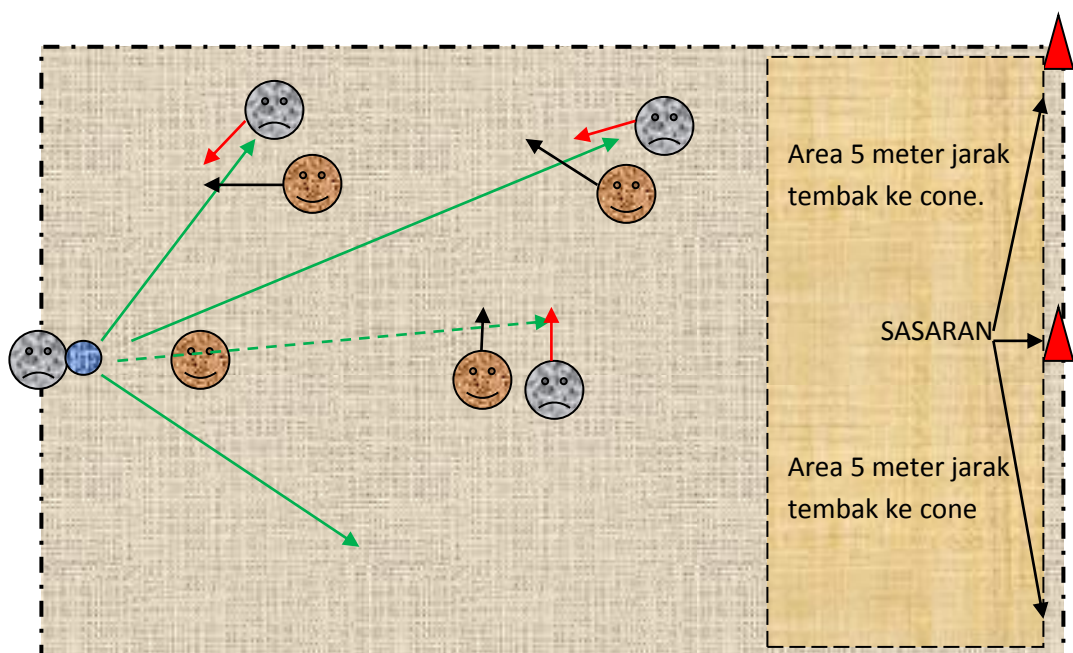 Area 5 meter jarak
tembak ke cone.
SASARAN
Area 5 meter jarak
tembak ke cone